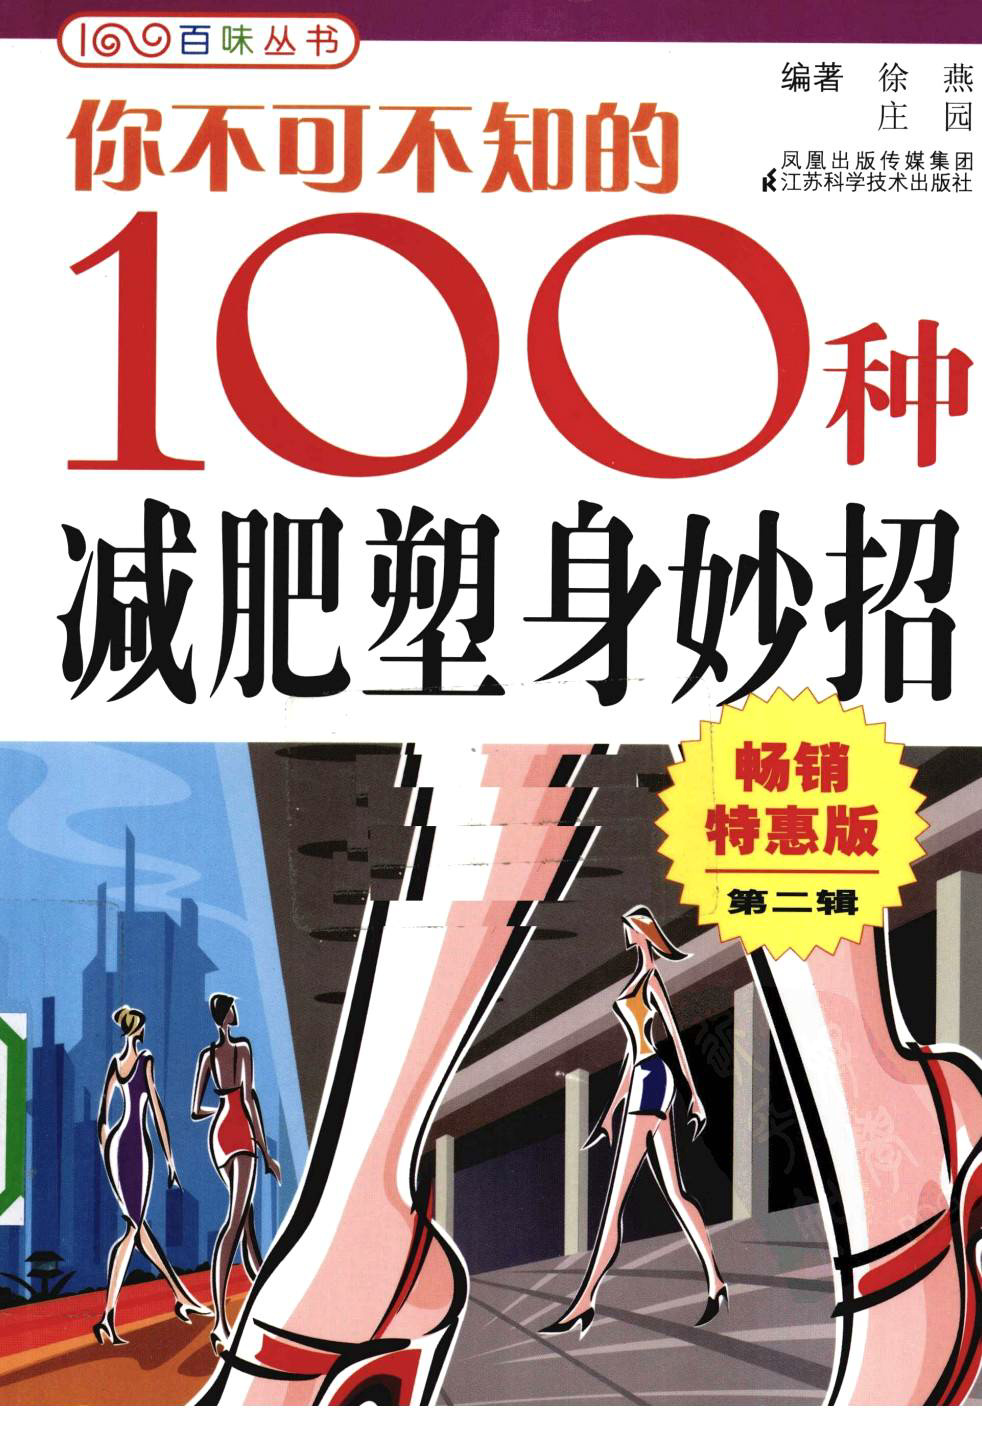 100百味丛书
编著 徐燕
庄园
凤凰出版传媒集团
江苏科学技术出版社
你不可不知的
100种
减肥塑身妙招
畅销
特惠版
第二辑